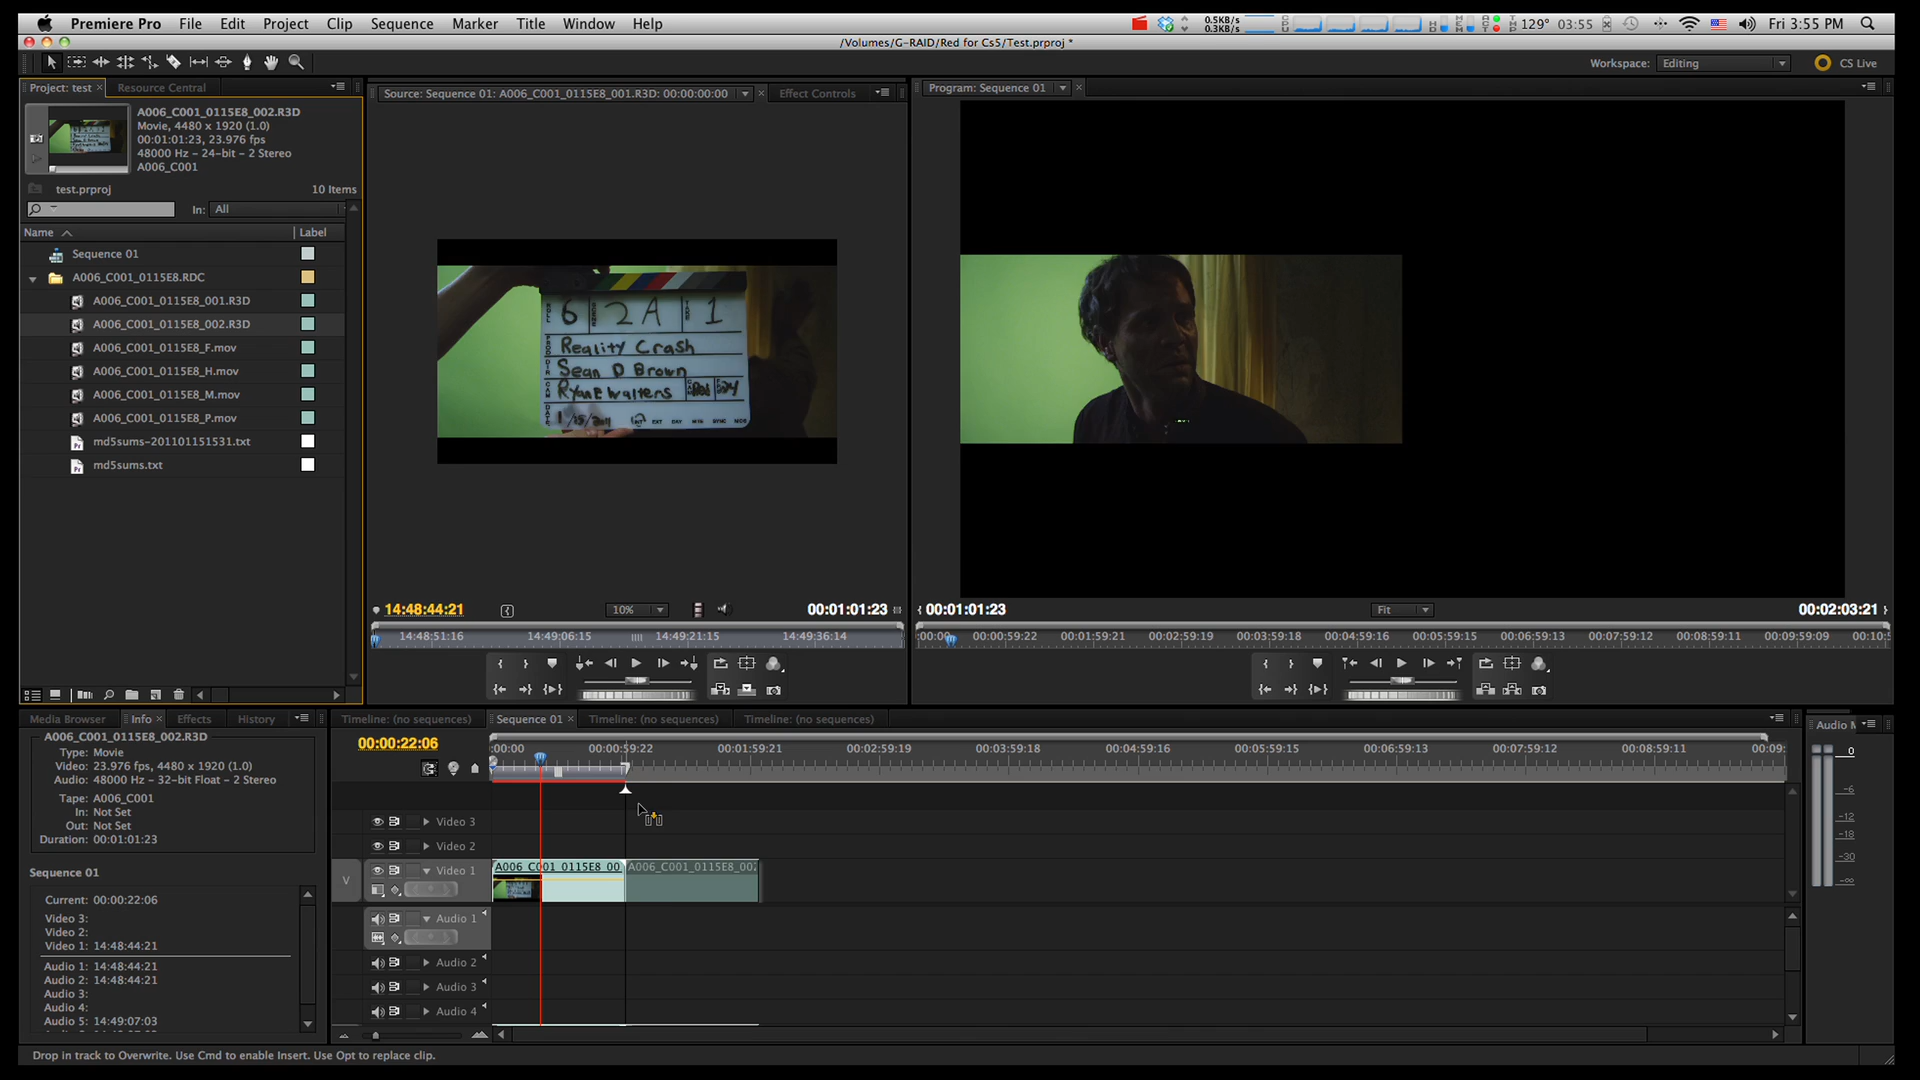 Premiere Pro File Edit Project Clip Sequence Marker Title Window Help 0.5KB/s 0.3KB/s 129° 03:55 Fri 3:55 PM
/Volumes/G-RAID/Red for Cs5/Test.prproj *
Workspace: Editing CS Live
Project: test × Resource Central
A006_C001_0115E8_002.R3D
Movie, 4480 x 1920 (1.0)
00:01:01:23, 23.976 fps
48000 Hz - 24-bit - 2 Stereo
A006_C001
test.prproj 10 Items
In: All
Name Label
Sequence 01
A006_C001_0115E8.RDC
A006_C001_0115E8_001.R3D
A006_C001_0115E8_002.R3D
A006_C001_0115E8_F.mov
A006_C001_0115E8_H.mov
A006_C001_0115E8_M.mov
A006_C001_0115E8_P.mov
md5sums-201101151531.txt
md5sums.txt
Source: Sequence 01: A006_C001_0115E8_001.R3D: 00:00:00:00 × Effect Controls
6 2A 1
Reality Crash
Sean D Brown
Ryan E Walters 24
14:48:44:21 10% 00:01:01:23
14:48:51:16 14:49:06:15 14:49:21:15 14:49:36:14
Program: Sequence 01 ×
00:01:01:23 Fit 00:02:03:21
:00:00 00:00:59:22 00:01:59:21 00:02:59:19 00:03:59:18 00:04:59:16 00:05:59:15 00:06:59:13 00:07:59:12 00:08:59:11 00:09:59:09 00:10:5
Media Browser Info × Effects History
A006_C001_0115E8_002.R3D
Type: Movie
Video: 23.976 fps, 4480 x 1920 (1.0)
Audio: 48000 Hz - 32-bit Float - 2 Stereo
Tape: A006_C001
In: Not Set
Out: Not Set
Duration: 00:01:01:23
Sequence 01
Current: 00:00:22:06
Video 3:
Video 2:
Video 1: 14:48:44:21
Audio 1: 14:48:44:21
Audio 2: 14:48:44:21
Audio 3:
Audio 4:
Audio 5: 14:49:07:03
Timeline: (no sequences) Sequence 01 × Timeline: (no sequences) Timeline: (no sequences)
00:00:22:06
:00:00 00:00:59:22 00:01:59:21 00:02:59:19 00:03:59:18 00:04:59:16 00:05:59:15 00:06:59:13 00:07:59:12 00:08:59:11 00:09:
Video 3
Video 2
V Video 1 A006_C001_0115E8_00 A006_C001_0115E8_002
Audio 1
Audio 2
Audio 3
Audio 4
Audio M
0
-6
-12
-18
-30
-∞
Drop in track to Overwrite. Use Cmd to enable Insert. Use Opt to replace clip.